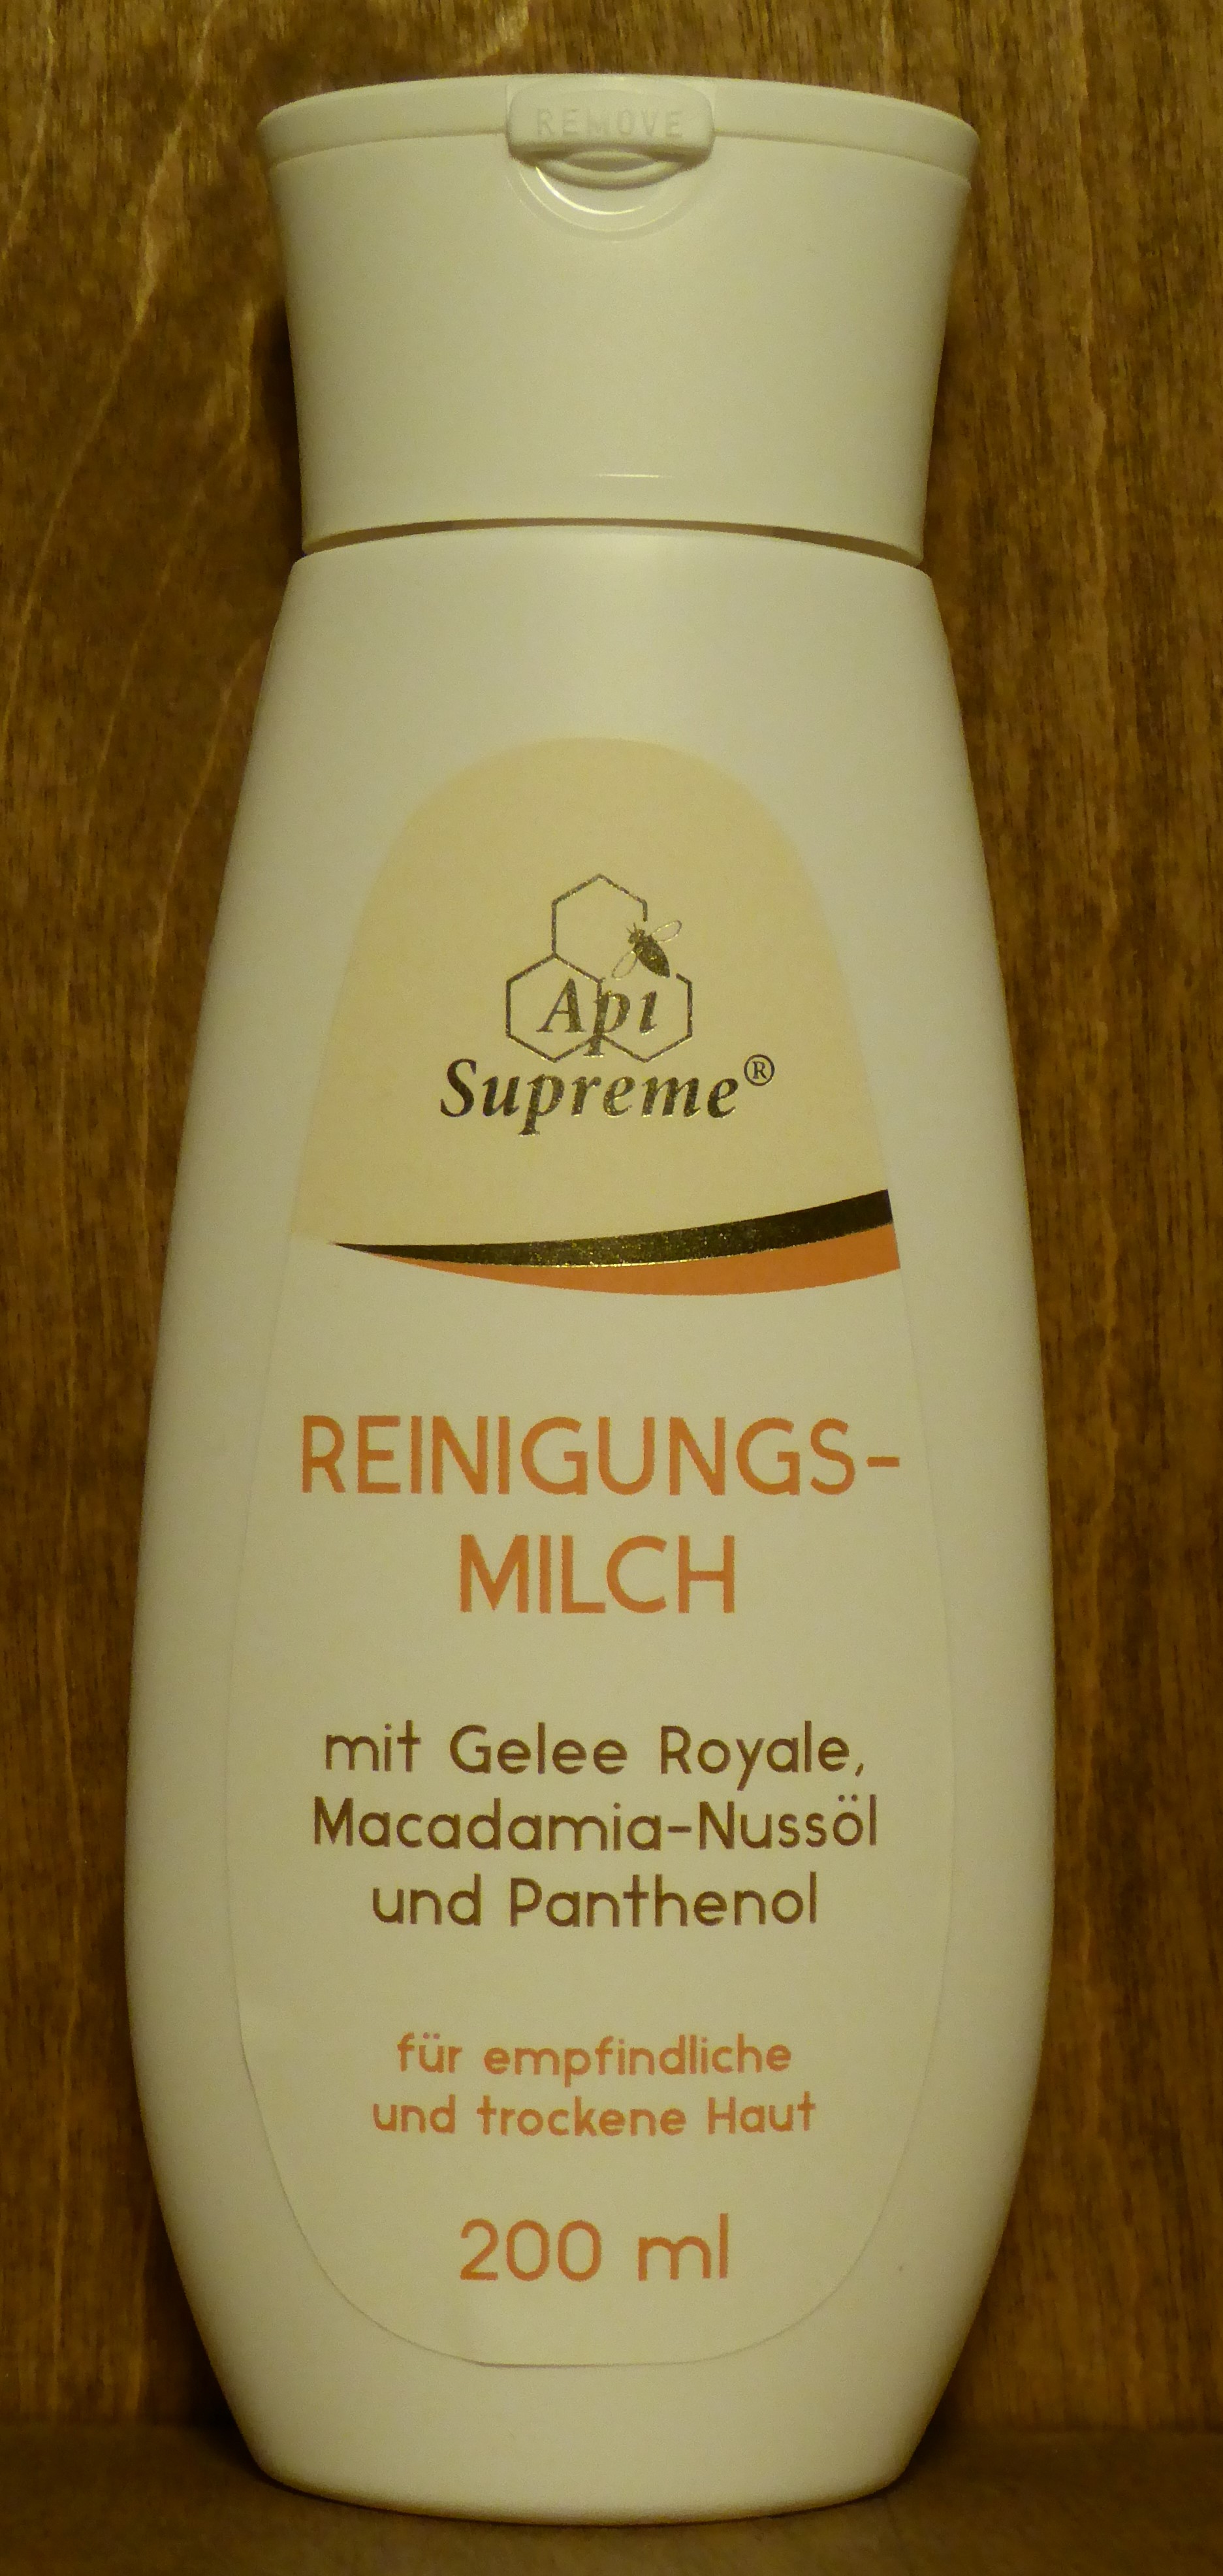 REMOVE
Api
Supreme®
REINIGUNGS-
MILCH
mit Gelee Royale,
Macadamia-Nussöl
und Panthenol
für empfindliche
und trockene Haut
200 ml